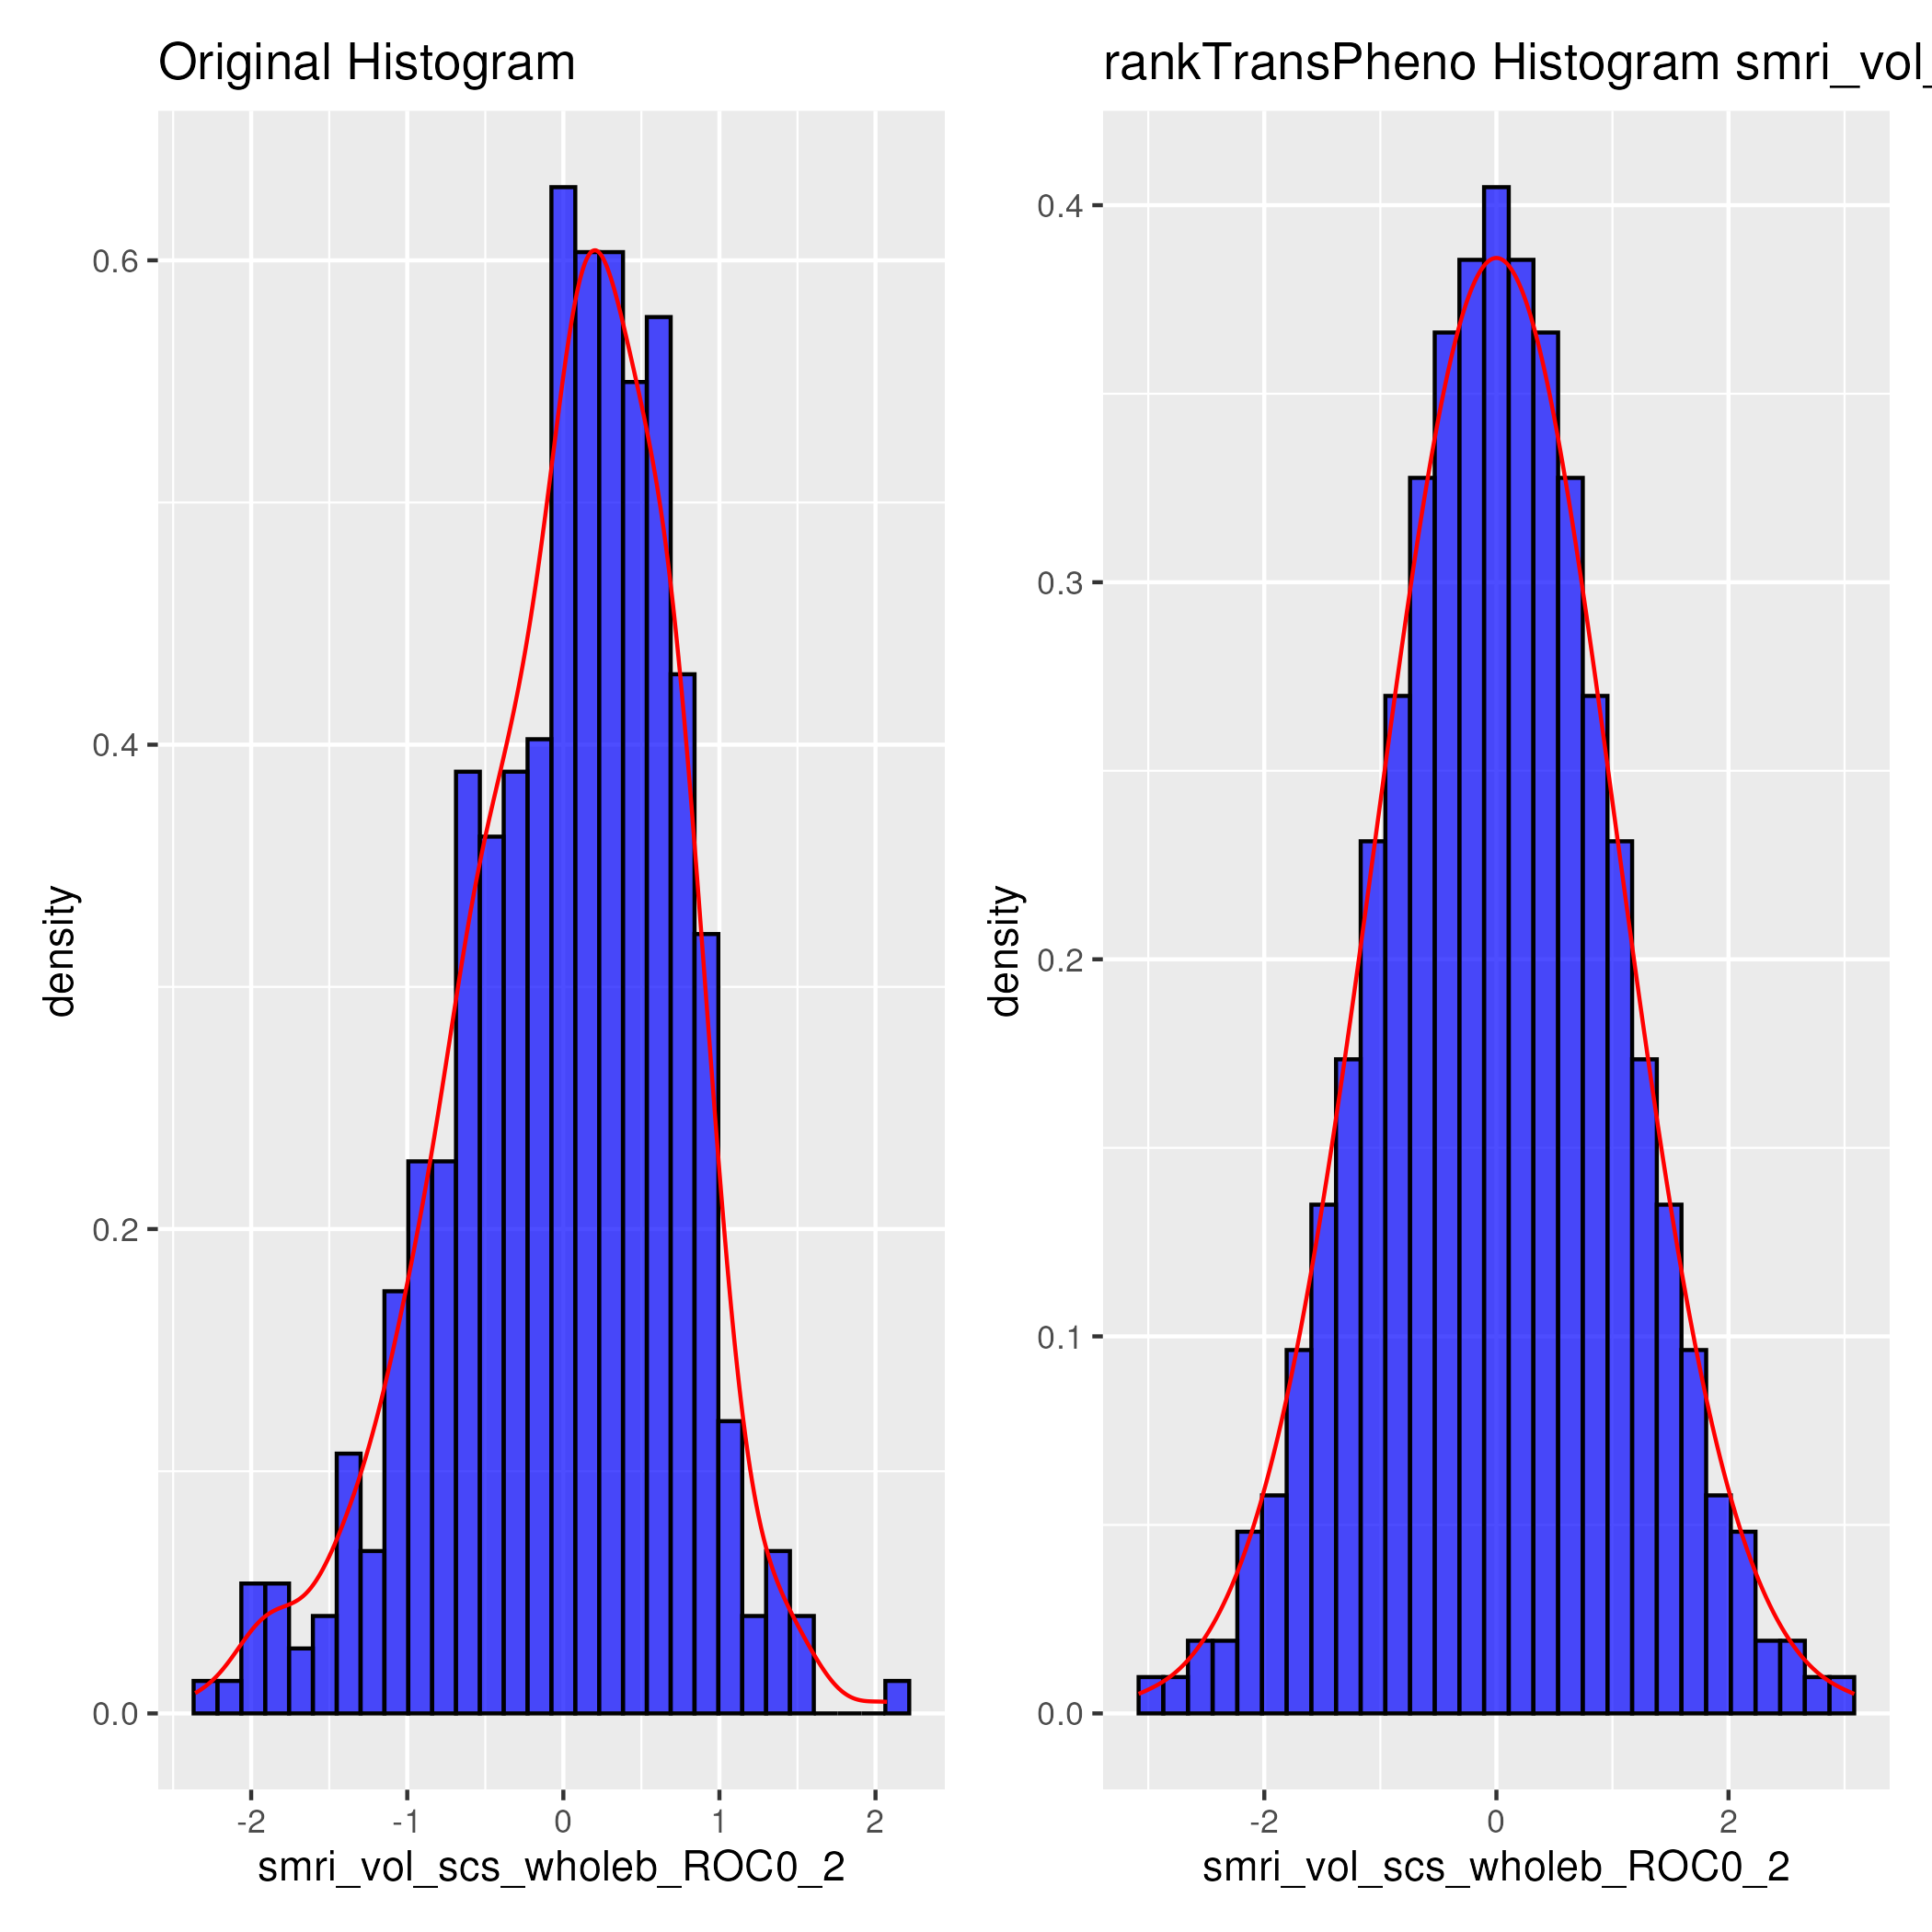 Original Histogram
0.6
0.4
0.2
0.0
density
-2 -1 0 1 2
smri_vol_scs_wholeb_ROC0_2
rankTransPheno Histogram smri_vol_
0.4
0.3
0.2
0.1
0.0
density
-2 0 2
smri_vol_scs_wholeb_ROC0_2